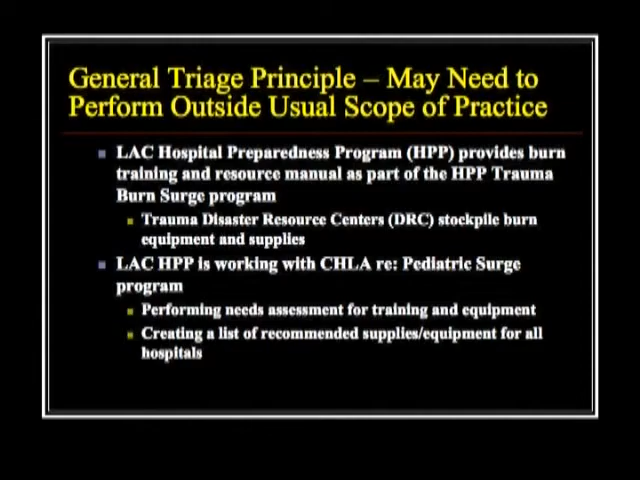 General Triage Principle – May Need to
Perform Outside Usual Scope of Practice
LAC Hospital Preparedness Program (HPP) provides burn
training and resource manual as part of the HPP Trauma
Burn Surge program
Trauma Disaster Resource Centers (DRC) stockpile burn
equipment and supplies
LAC HPP is working with CHLA re: Pediatric Surge
program
Performing needs assessment for training and equipment
Creating a list of recommended supplies/equipment for all
hospitals